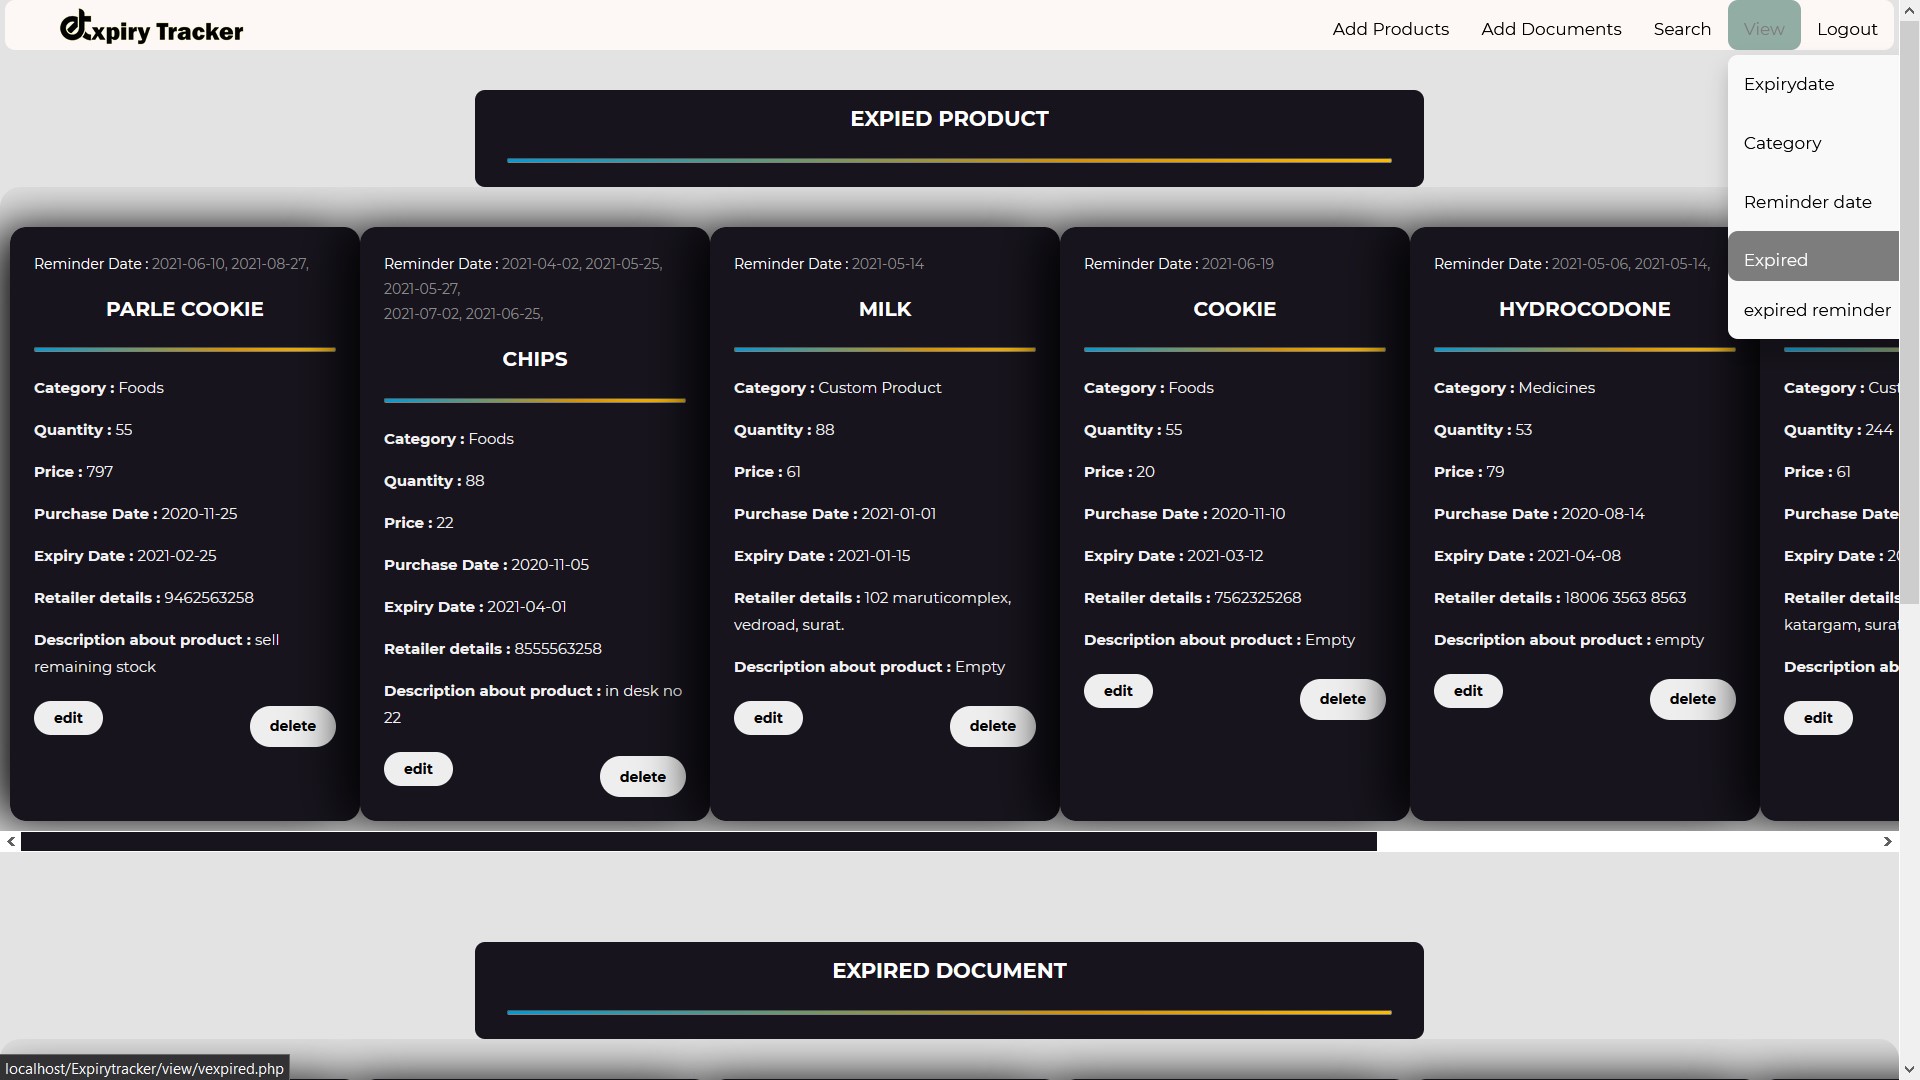 Expiry Tracker
Add Products
Add Documents
Search
View
Logout
Expirydate
Category
Reminder date
Expired
expired reminder
EXPIED PRODUCT
Reminder Date : 2021-06-10, 2021-08-27,
PARLE COOKIE
Category : Foods
Quantity : 55
Price : 797
Purchase Date : 2020-11-25
Expiry Date : 2021-02-25
Retailer details : 9462563258
Description about product : sell
remaining stock
edit
delete
Reminder Date : 2021-04-02, 2021-05-25,
2021-05-27,
2021-07-02, 2021-06-25,
CHIPS
Category : Foods
Quantity : 88
Price : 22
Purchase Date : 2020-11-05
Expiry Date : 2021-04-01
Retailer details : 8555563258
Description about product : in desk no
22
edit
delete
Reminder Date : 2021-05-14
MILK
Category : Custom Product
Quantity : 88
Price : 61
Purchase Date : 2021-01-01
Expiry Date : 2021-01-15
Retailer details : 102 maruticomplex,
vedroad, surat.
Description about product : Empty
edit
delete
Reminder Date : 2021-06-19
COOKIE
Category : Foods
Quantity : 55
Price : 20
Purchase Date : 2020-11-10
Expiry Date : 2021-03-12
Retailer details : 7562325268
Description about product : Empty
edit
delete
Reminder Date : 2021-05-06, 2021-05-14,
HYDROCODONE
Category : Medicines
Quantity : 53
Price : 79
Purchase Date : 2020-08-14
Expiry Date : 2021-04-08
Retailer details : 18006 3563 8563
Description about product : empty
edit
delete
Category :
Quantity : 244
Price : 61
Purchase Date
Expiry Date :
Retailer details
katargam,
Description
edit
EXPIRED DOCUMENT
localhost/Expirytracker/view/vexpired.php